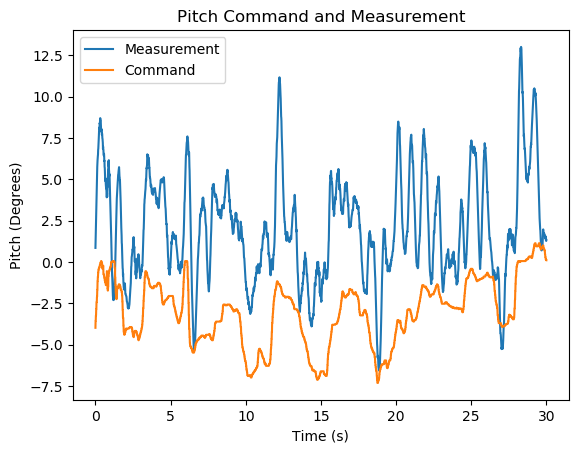 Pitch Command and Measurement
Measurement
Command
12.5
10.0
7.5
5.0
2.5
0.0
−2.5
−5.0
−7.5
Pitch (Degrees)
0 5 10 15 20 25 30
Time (s)